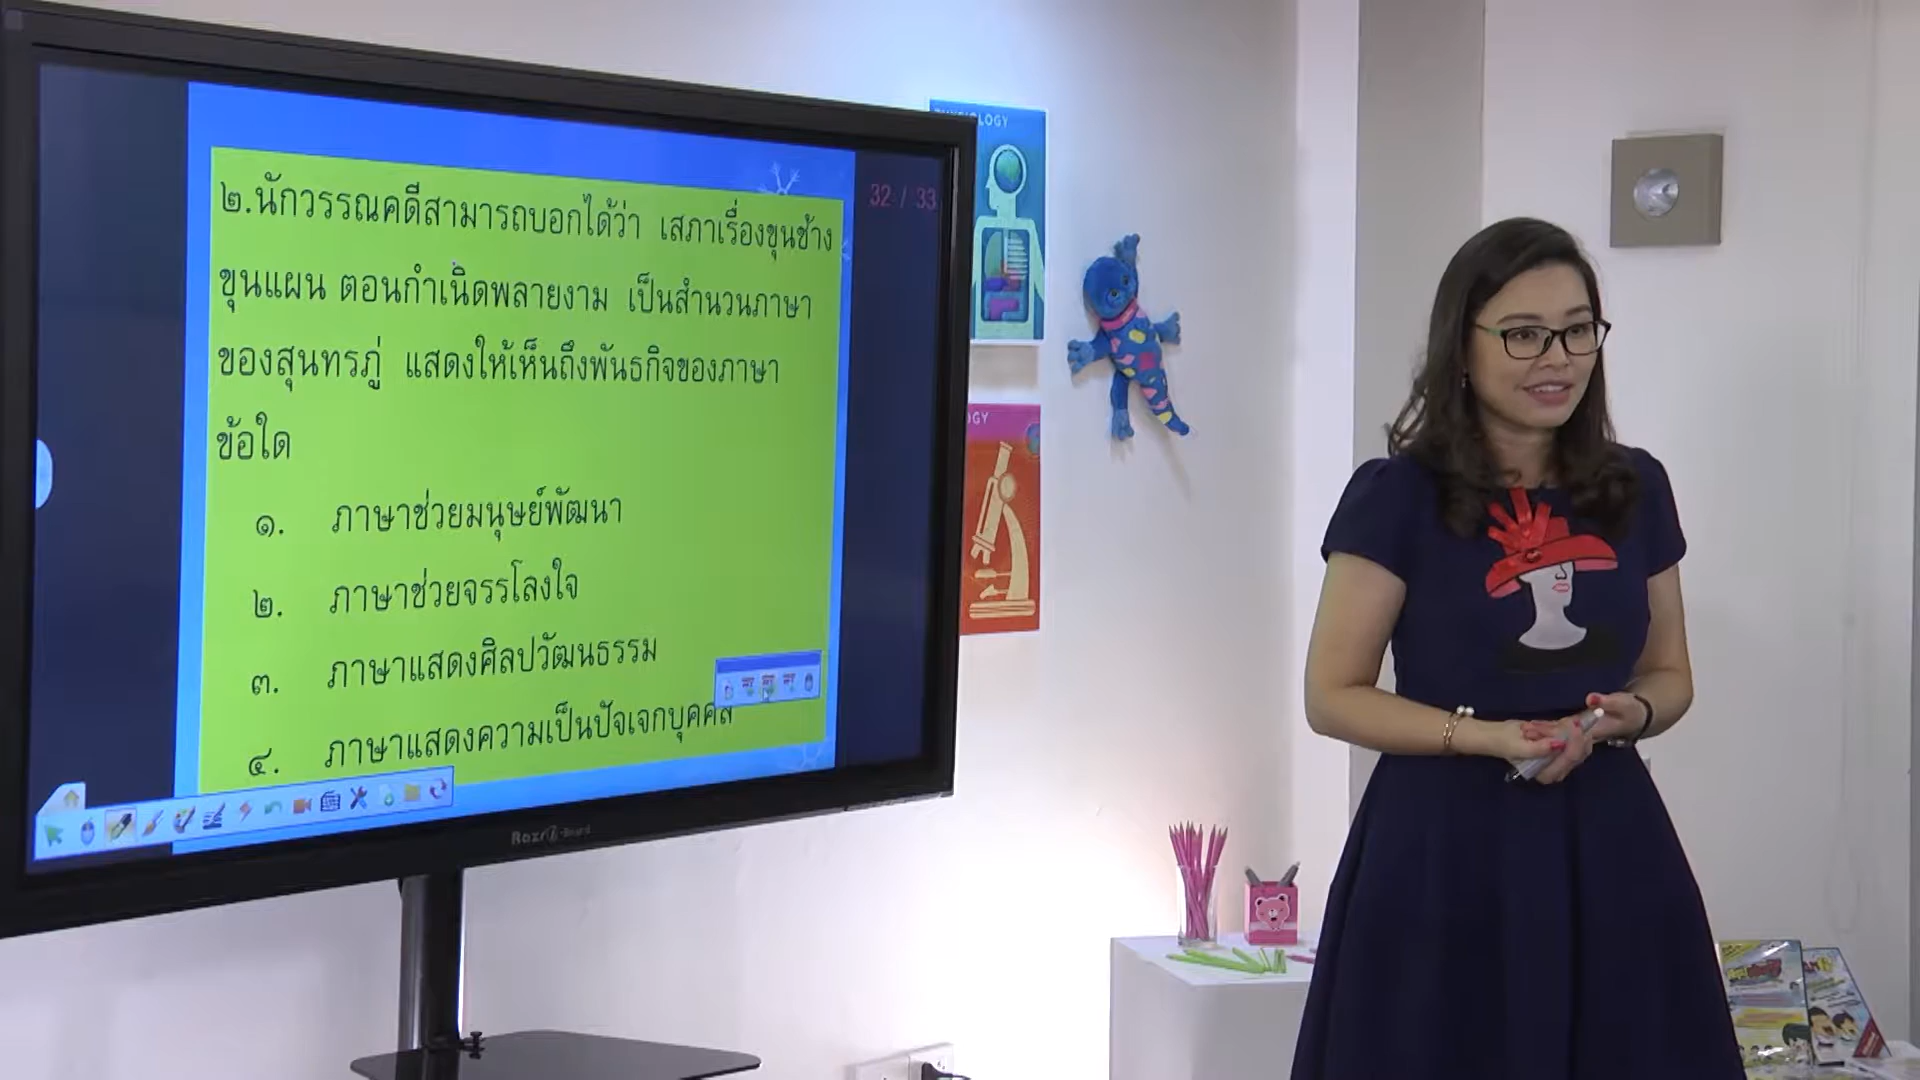 ๒.นักวรรณคดีสามารถบอกได้ว่า เสภาเรื่องขุนช้าง
ขุนแผน ตอนกำเนิดพลายงาม เป็นสำนวนภาษา
ของสุนทรภู่ แสดงให้เห็นถึงพันธกิจของภาษา
ข้อใด
๑. ภาษาช่วยมนุษย์พัฒนา
๒. ภาษาช่วยจรรโลงใจ
๓. ภาษาแสดงศิลปวัฒนธรรม
๔. ภาษาแสดงความเป็นปัจเจกบุคคล
32 / 33